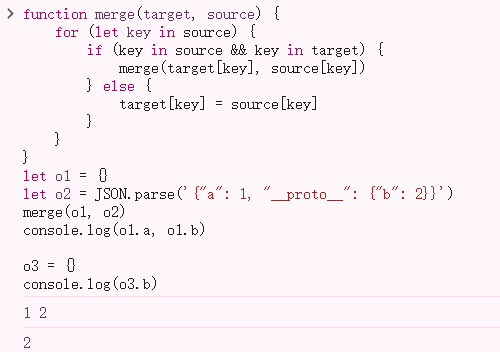 function merge(target, source) {
    for (let key in source) {
        if (key in source && key in target) {
            merge(target[key], source[key])
        } else {
            target[key] = source[key]
        }
    }
}
let o1 = {}
let o2 = JSON.parse('{"a": 1, "__proto__": {"b": 2}}')
merge(o1, o2)
console.log(o1.a, o1.b)

o3 = {}
console.log(o3.b)
1 2
2